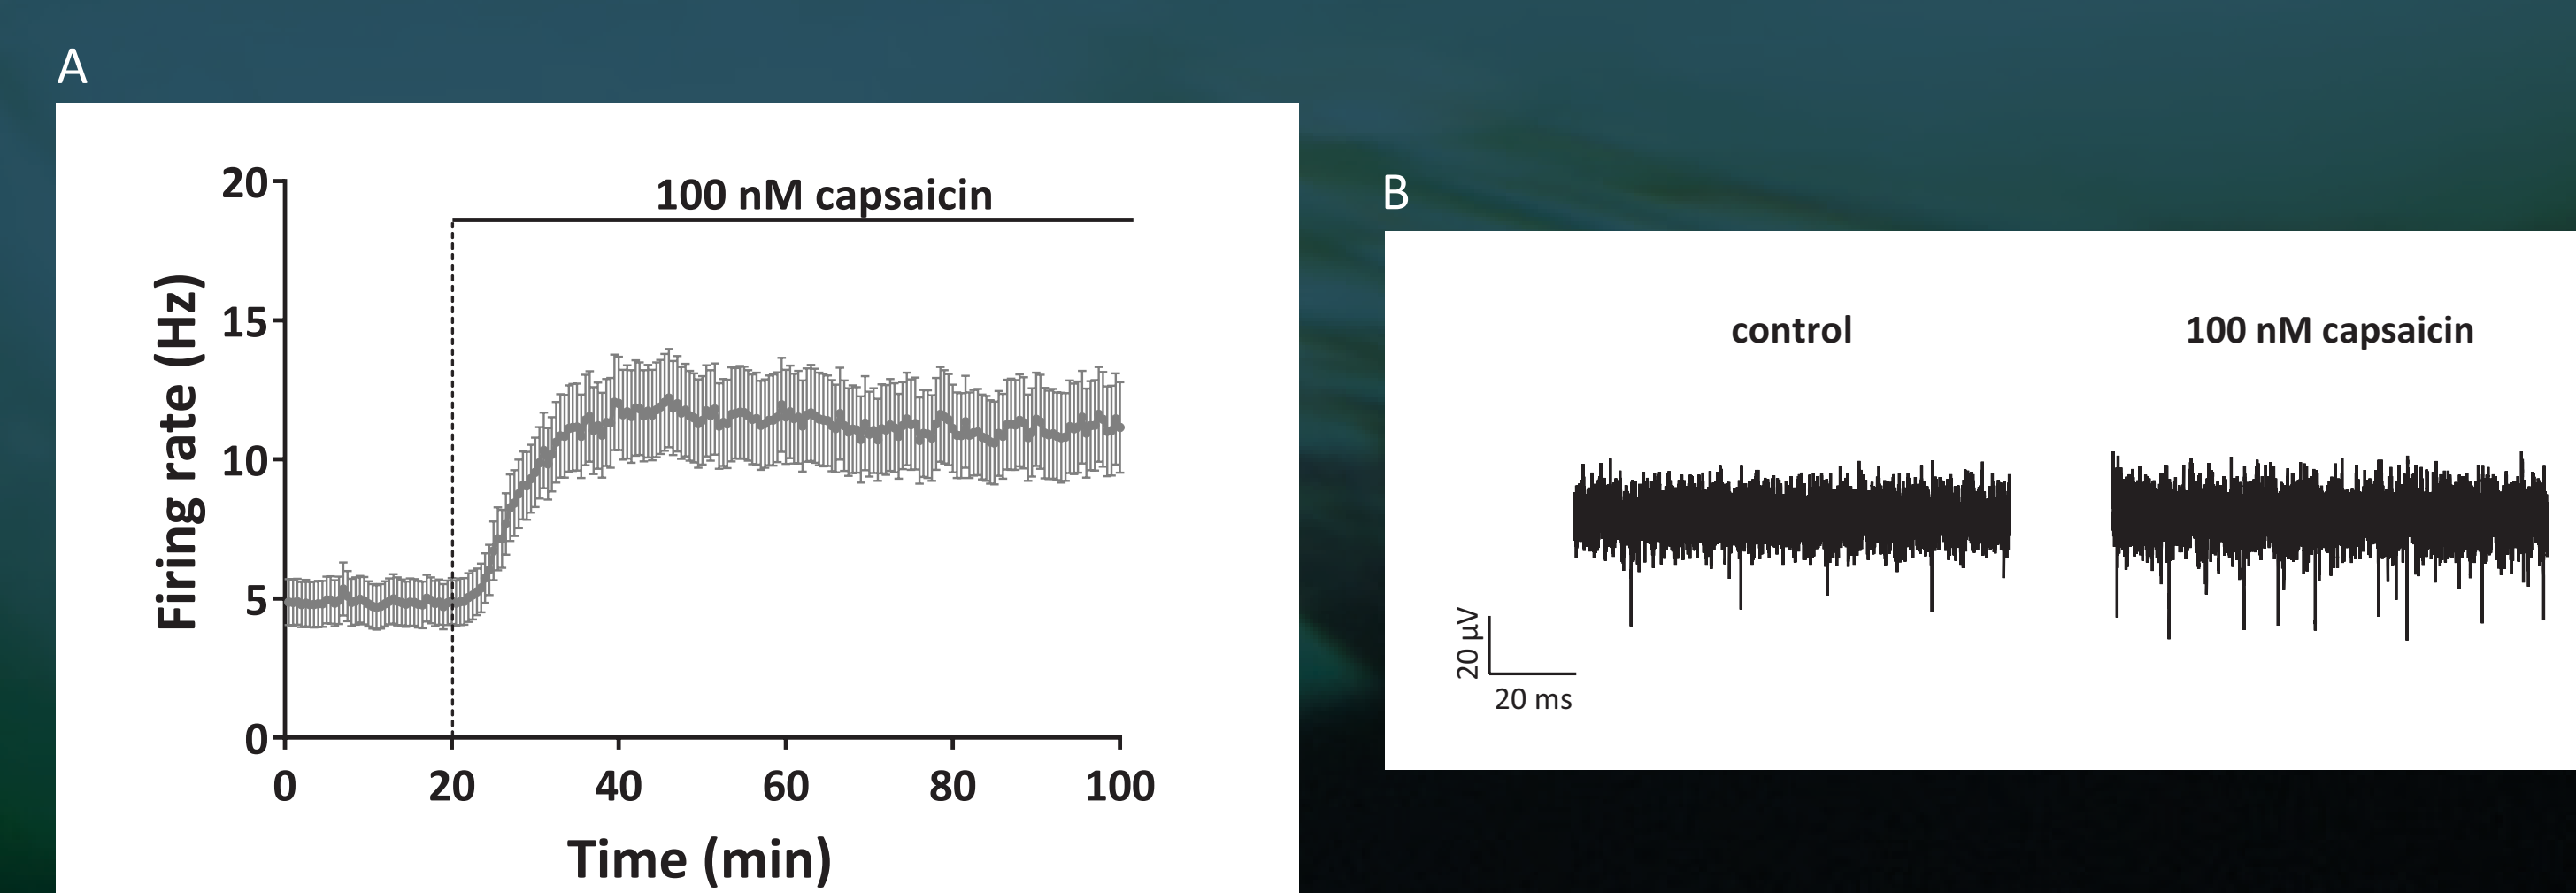 A
20
15
10
5
0
Firing rate (Hz)
100 nM capsaicin
0 20 40 60 80 100
Time (min)
B
control
100 nM capsaicin
20 µV
20 ms